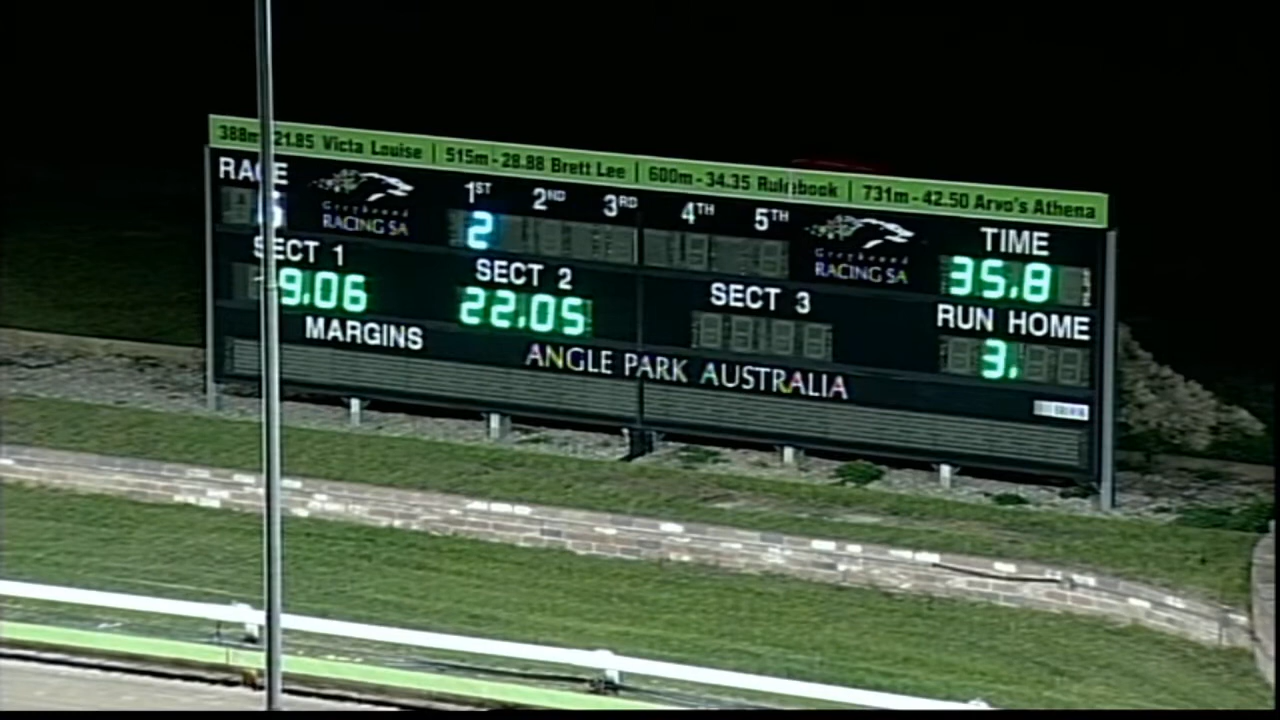 388m 21.85 Victa Louise | 515m - 28.88 Brett Lee | 600m - 34.35 Rulebook | 731m - 42.50 Arvo's Athena
RACE
Greyhound
RACING SA
1ST 2ND 3RD 4TH 5TH
2
Greyhound
RACING SA
TIME
35.8
SECT 1
9.06
SECT 2
22.05
SECT 3
RUN HOME
3.
MARGINS
ANGLE PARK AUSTRALIA